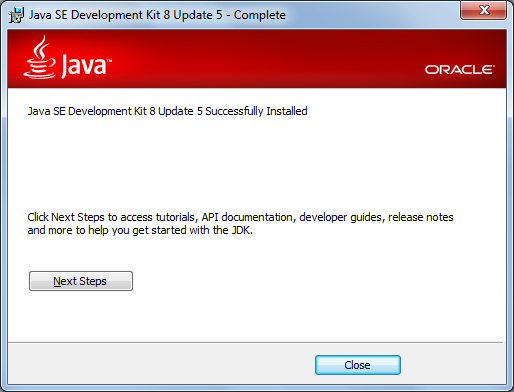 Java SE Development Kit 8 Update 5 - Complete
Java™
ORACLE®
Java SE Development Kit 8 Update 5 Successfully Installed
Click Next Steps to access tutorials, API documentation, developer guides, release notes
and more to help you get started with the JDK.
Next Steps
Close